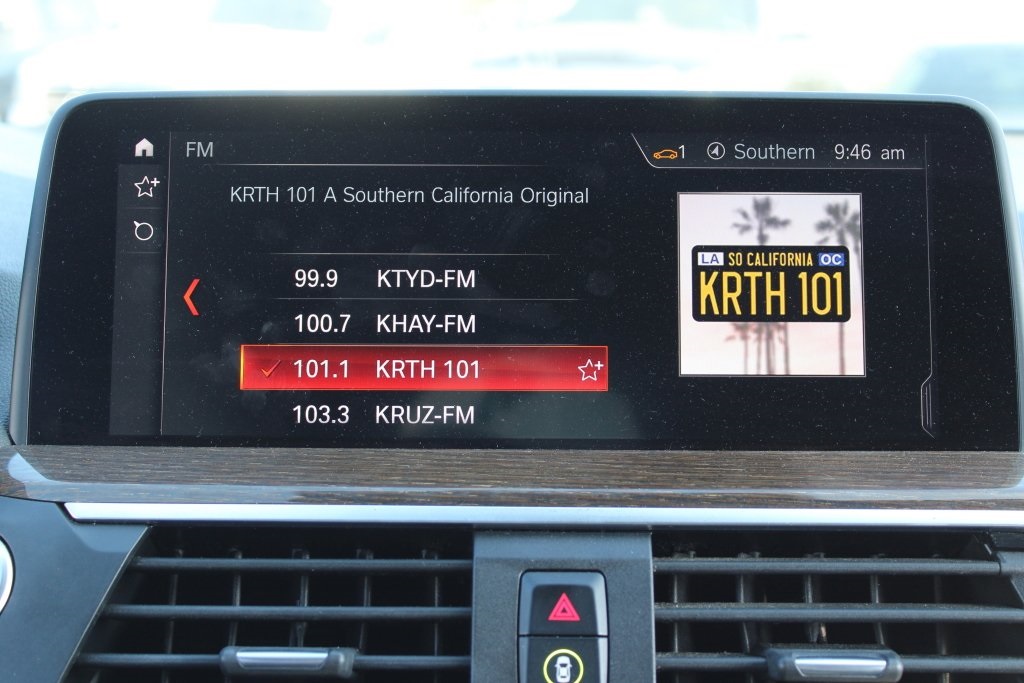 FM
1 Southern 9:46 am
KRTH 101 A Southern California Original
99.9 KTYD-FM
100.7 KHAY-FM
101.1 KRTH 101
103.3 KRUZ-FM
LA SO CALIFORNIA OC
KRTH 101